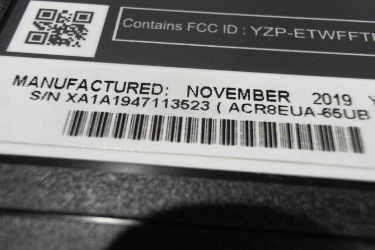 Contains FCC ID : YZP-ETWFFT
MANUFACTURED: NOVEMBER 2019
S/N XA1A1947113523 ( ACR8EUA-65UB